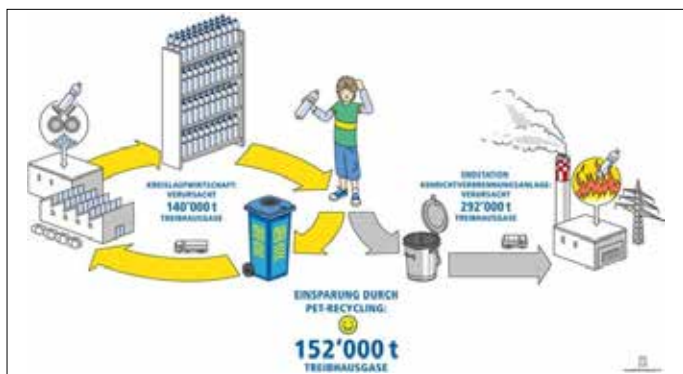 KREISLAUFWIRTSCHAFT:
VERURSACHT
140'000 t
TREIBHAUSGASE
ENDSTATION
KEHRICHTVERBRENNUNGSANLAGE:
VERURSACHT
292'000 t
TREIBHAUSGASE
EINSPARUNG DURCH
PET-RECYCLING:
152'000 t
TREIBHAUSGASE